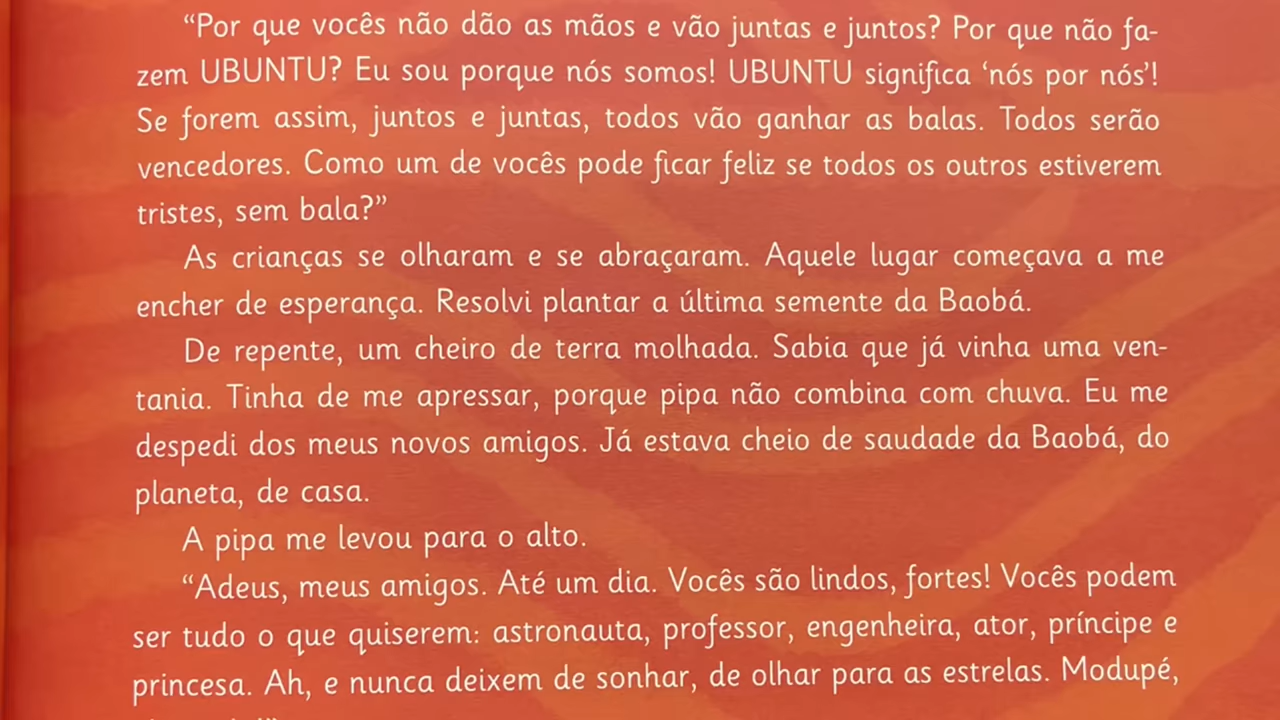 “Por que vocês não dão as mãos e vão juntas e juntos? Por que não fa-
zem UBUNTU? Eu sou porque nós somos! UBUNTU significa ‘nós por nós’!
Se forem assim, juntos e juntas, todos vão ganhar as balas. Todos serão
vencedores. Como um de vocês pode ficar feliz se todos os outros estiverem
tristes, sem bala?”
As crianças se olharam e se abraçaram. Aquele lugar começava a me
encher de esperança. Resolvi plantar a última semente da Baobá.
De repente, um cheiro de terra molhada. Sabia que já vinha uma ven-
tania. Tinha de me apressar, porque pipa não combina com chuva. Eu me
despedi dos meus novos amigos. Já estava cheio de saudade da Baobá, do
planeta, de casa.
A pipa me levou para o alto.
“Adeus, meus amigos. Até um dia. Vocês são lindos, fortes! Vocês podem
ser tudo o que quiserem: astronauta, professor, engenheira, ator, príncipe e
princesa. Ah, e nunca deixem de sonhar, de olhar para as estrelas. Modupé,